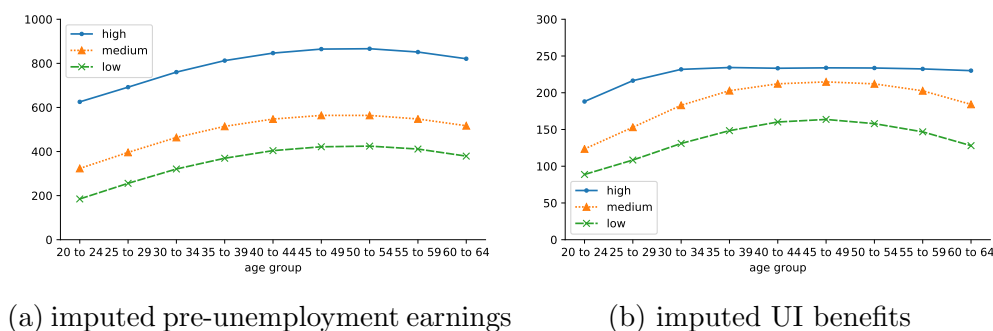 1000
800
600
400
200
0
high
medium
low
20 to 24 25 to 29 30 to 34 35 to 39 40 to 44 45 to 49 50 to 54 55 to 59 60 to 64
age group
(a) imputed pre-unemployment earnings
300
250
200
150
100
50
0
high
medium
low
20 to 24 25 to 29 30 to 34 35 to 39 40 to 44 45 to 49 50 to 54 55 to 59 60 to 64
age group
(b) imputed UI benefits